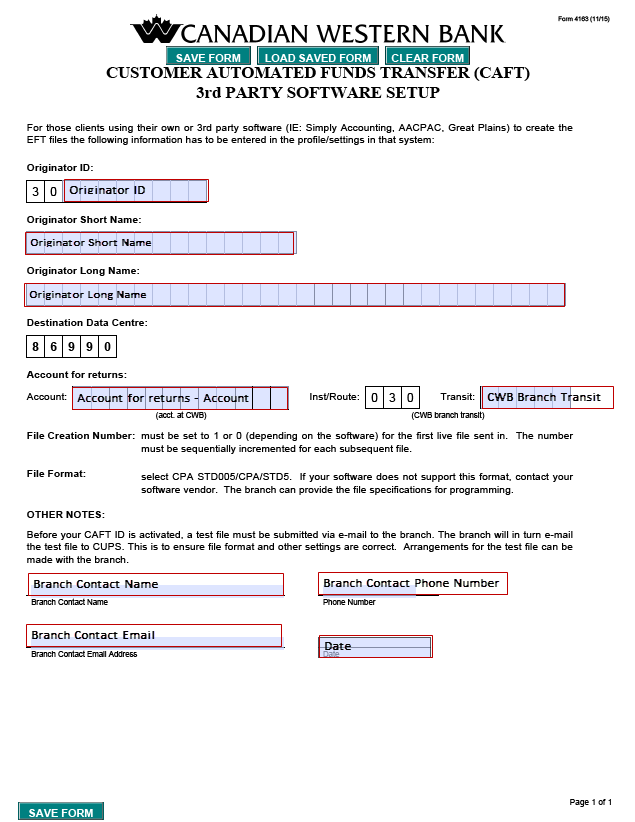 Form 4163 (11/15)
CANADIAN WESTERN BANK
SAVE FORM LOAD SAVED FORM CLEAR FORM
CUSTOMER AUTOMATED FUNDS TRANSFER (CAFT)
3rd PARTY SOFTWARE SETUP
For those clients using their own or 3rd party software (IE: Simply Accounting, AACPAC, Great Plains) to create the
EFT files the following information has to be entered in the profile/settings in that system:
Originator ID:
3 0 Originator ID
Originator Short Name:
Originator Short Name
Originator Long Name:
Originator Long Name
Destination Data Centre:
8 6 9 9 0
Account for returns:
Account: Account for returns - Account Inst/Route: 0 3 0 Transit: CWB Branch Transit
(acct. at CWB) (CWB branch transit)
File Creation Number: must be set to 1 or 0 (depending on the software) for the first live file sent in. The number
must be sequentially incremented for each subsequent file.
File Format: select CPA STD005/CPA/STD5. If your software does not support this format, contact your
software vendor. The branch can provide the file specifications for programming.
OTHER NOTES:
Before your CAFT ID is activated, a test file must be submitted via e-mail to the branch. The branch will in turn e-mail
the test file to CUPS. This is to ensure file format and other settings are correct. Arrangements for the test file can be
made with the branch.
Branch Contact Name Branch Contact Phone Number
Branch Contact Name Phone Number
Branch Contact Email Date
Branch Contact Email Address Date
Page 1 of 1
SAVE FORM